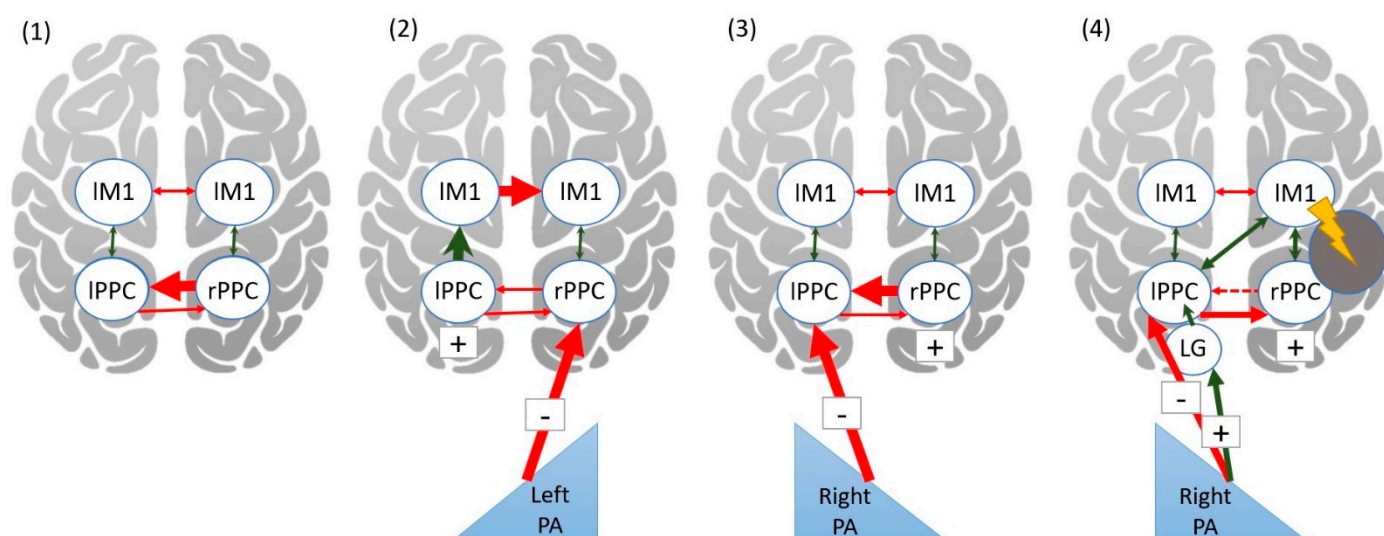 (1)
lM1
lM1
lPPC
rPPC
(2)
lM1
lM1
lPPC
rPPC
+
-
Left
PA
(3)
lM1
lM1
lPPC
rPPC
+
-
Right
PA
(4)
lM1
lM1
lPPC
rPPC
LG
+
-
+
Right
PA